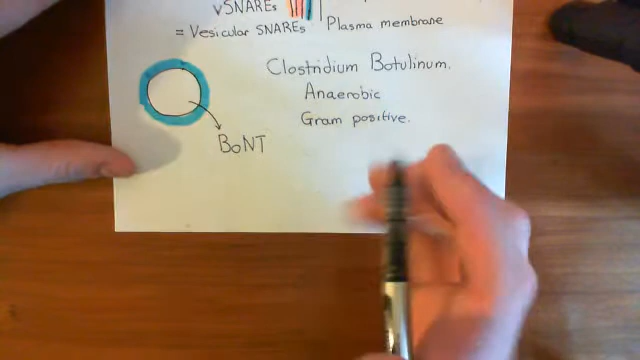 vSNAREs
= Vesicular SNAREs Plasma membrane
Clostridium Botulinum.
Anaerobic
Gram positive.
BoNT